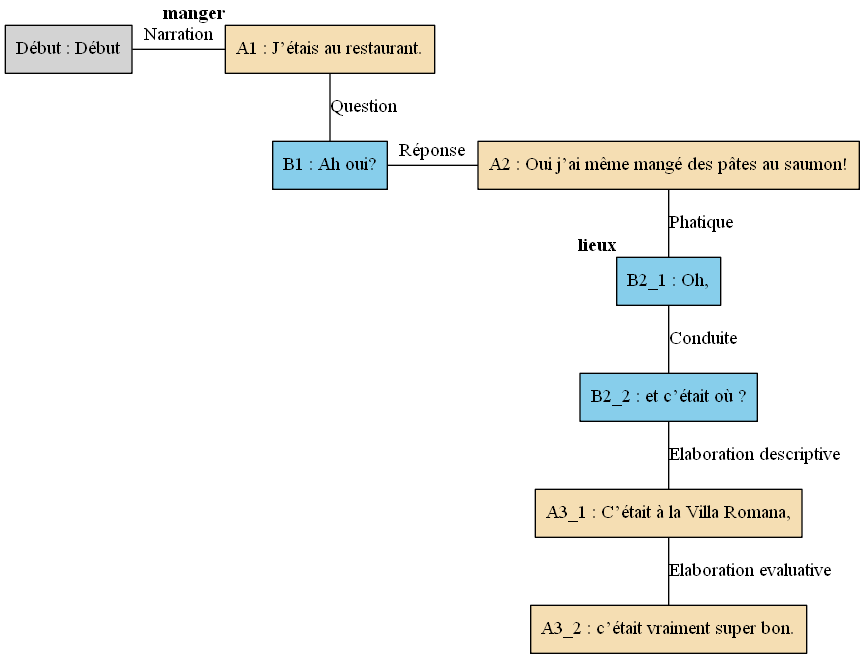 manger
Narration
Début : Début
A1 : J’étais au restaurant.
Question
B1 : Ah oui?
Réponse
A2 : Oui j’ai même mangé des pâtes au saumon!
Phatique
lieux
B2_1 : Oh,
Conduite
B2_2 : et c’était où ?
Elaboration descriptive
A3_1 : C’était à la Villa Romana,
Elaboration evaluative
A3_2 : c’était vraiment super bon.